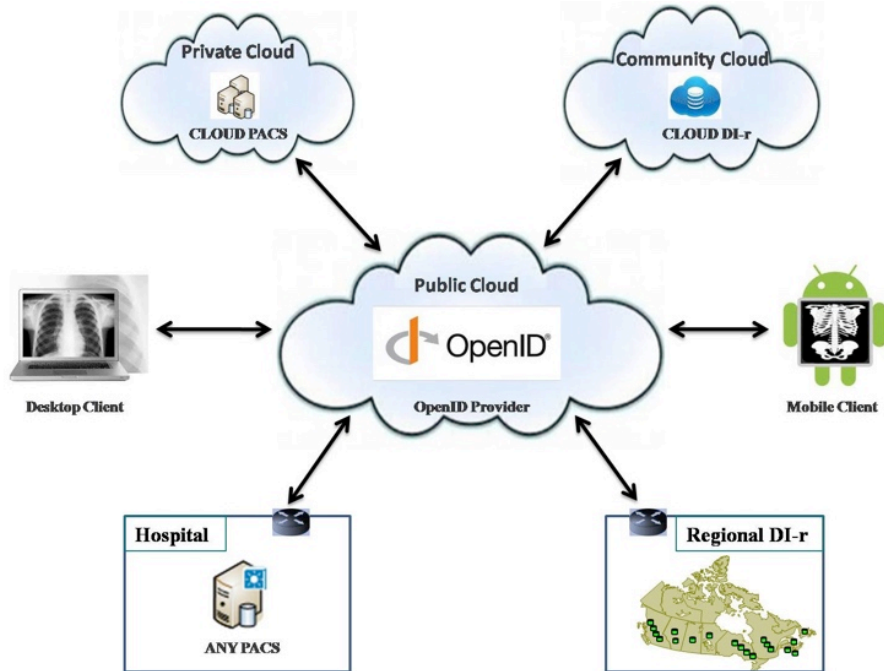 Private Cloud
CLOUD PACS
Community Cloud
CLOUD DI-r
Public Cloud
OpenID®
OpenID Provider
Desktop Client
Mobile Client
Hospital
ANY PACS
Regional DI-r